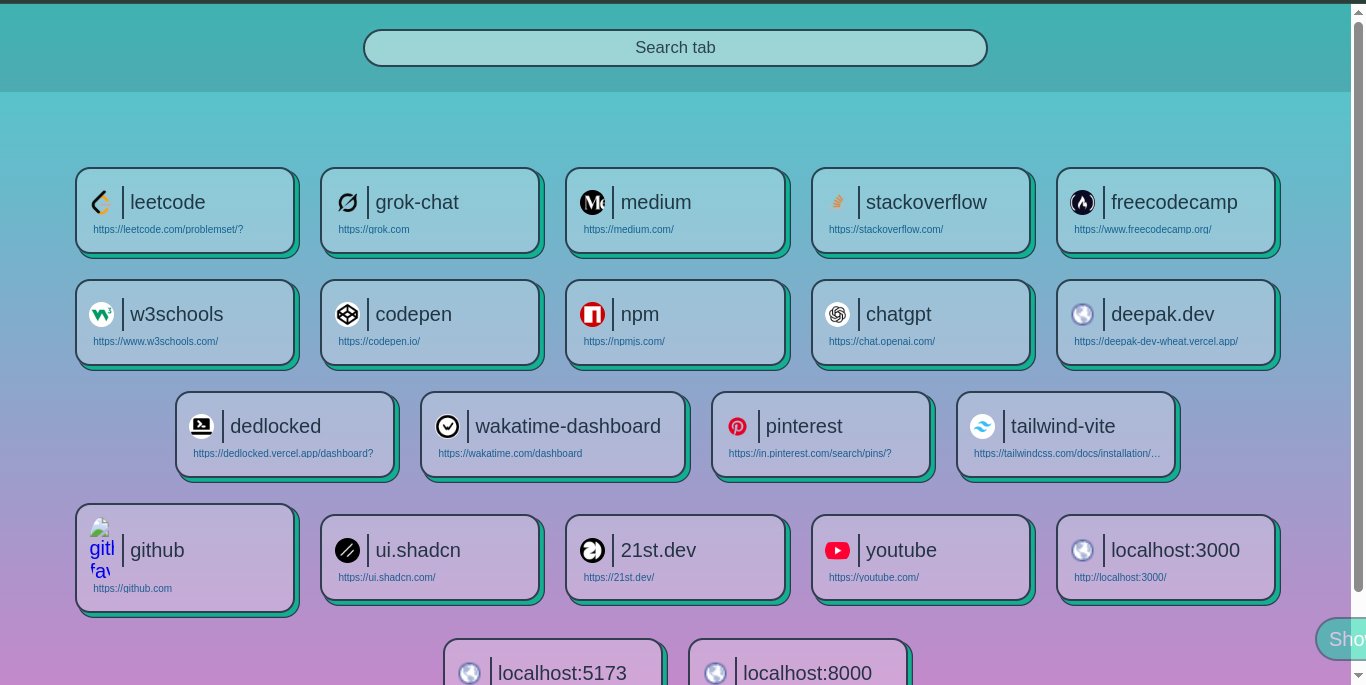 Search tab
leetcode
https://leetcode.com/problemset/?
grok-chat
https://grok.com
medium
https://medium.com/
stackoverflow
https://stackoverflow.com/
freecodecamp
https://www.freecodecamp.org/
w3schools
https://www.w3schools.com/
codepen
https://codepen.io/
npm
https://npmjs.com/
chatgpt
https://chat.openai.com/
deepak.dev
https://deepak-dev-wheat.vercel.app/
dedlocked
https://dedlocked.vercel.app/dashboard?
wakatime-dashboard
https://wakatime.com/dashboard
pinterest
https://in.pinterest.com/search/pins/?
tailwind-vite
https://tailwindcss.com/docs/installation/...
gitl
fav
github
https://github.com
ui.shadcn
https://ui.shadcn.com/
21st.dev
https://21st.dev/
youtube
https://youtube.com/
localhost:3000
http://localhost:3000/
Sho
localhost:5173
localhost:8000